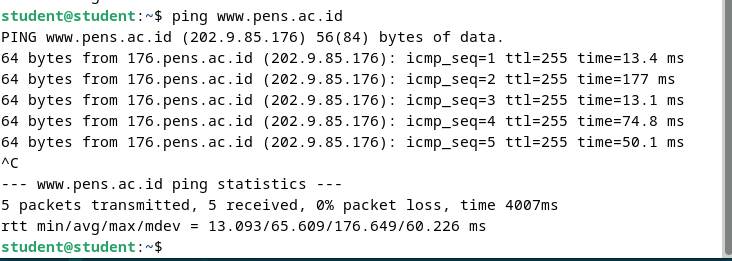 student@student:~$ ping www.pens.ac.id
PING www.pens.ac.id (202.9.85.176) 56(84) bytes of data.
64 bytes from 176.pens.ac.id (202.9.85.176): icmp_seq=1 ttl=255 time=13.4 ms
64 bytes from 176.pens.ac.id (202.9.85.176): icmp_seq=2 ttl=255 time=177 ms
64 bytes from 176.pens.ac.id (202.9.85.176): icmp_seq=3 ttl=255 time=13.1 ms
64 bytes from 176.pens.ac.id (202.9.85.176): icmp_seq=4 ttl=255 time=74.8 ms
64 bytes from 176.pens.ac.id (202.9.85.176): icmp_seq=5 ttl=255 time=50.1 ms
^C
--- www.pens.ac.id ping statistics ---
5 packets transmitted, 5 received, 0% packet loss, time 4007ms
rtt min/avg/max/mdev = 13.093/65.609/176.649/60.226 ms
student@student:~$